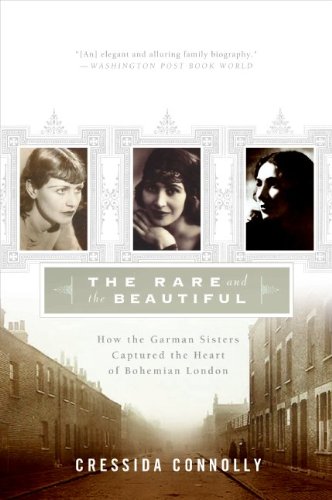 "[An] elegant and alluring family biography."
—WASHINGTON POST BOOK WORLD
THE RARE and
the BEAUTIFUL
How the Garman Sisters
Captured the Heart
of Bohemian London
CRESSIDA CONNOLLY